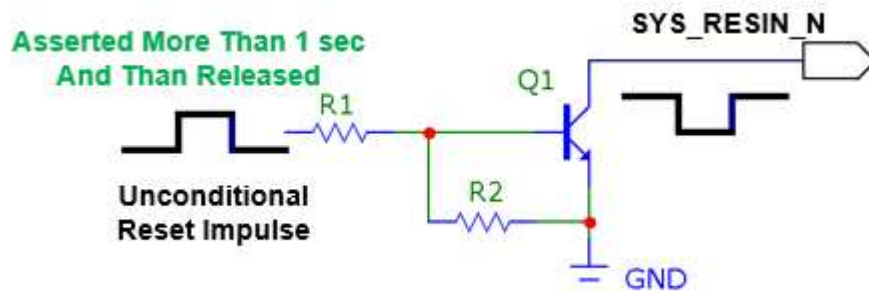 SYS_RESIN_N
Asserted More Than 1 sec
And Than Released
Q1
R1
R2
Unconditional
Reset Impulse
GND